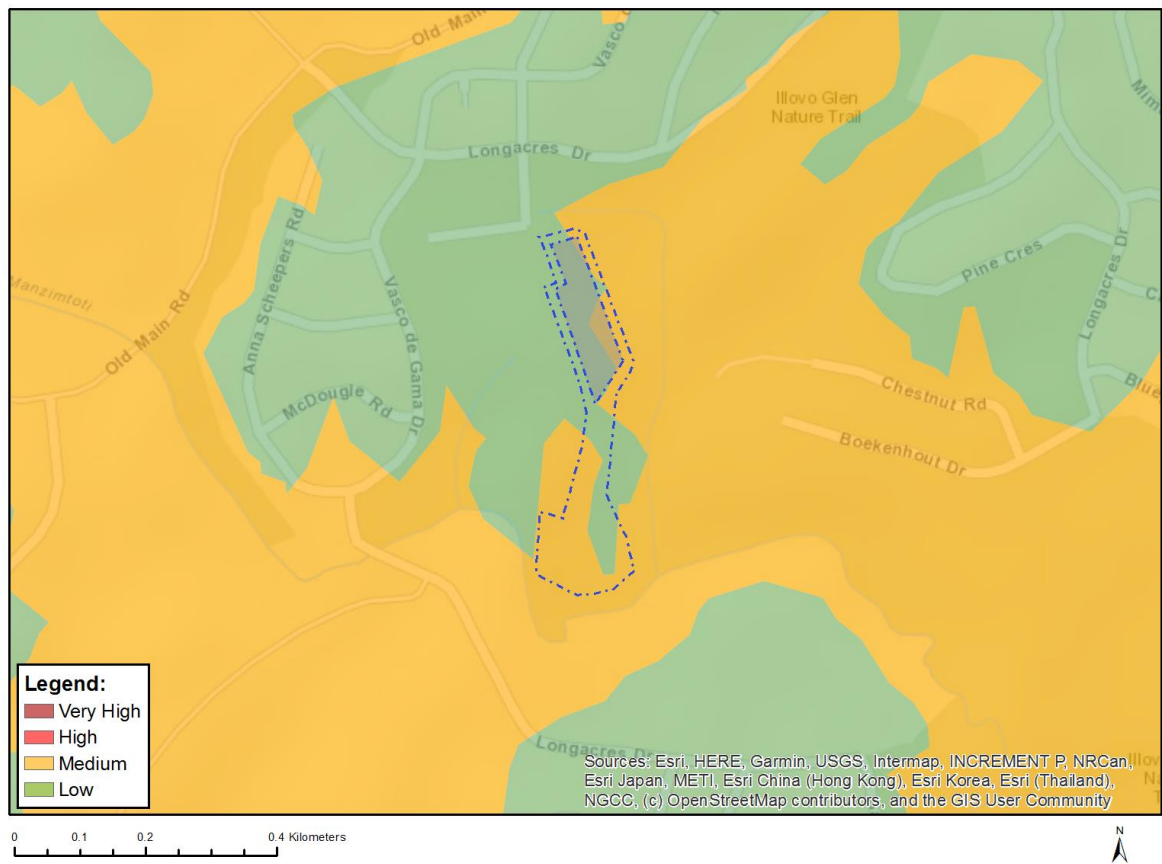 Old Main
Vasco
Illovo Glen
Nature Trail
Longacres Dr
Anna Scheepers Rd
Pine Cres
Longacres Dr
Manzimtoti
Old Main Rd
Vasco de Gama Dr
McDougle Rd
Chestnut Rd
Blue
Boekenhout Dr
Longacres Dr
Legend:
Very High
High
Medium
Low
Sources: Esri, HERE, Garmin, USGS, Intermap, INCREMENT P, NRCan,
Esri Japan, METI, Esri China (Hong Kong), Esri Korea, Esri (Thailand),
NGCC, (c) OpenStreetMap contributors, and the GIS User Community
0 0.1 0.2 0.4 Kilometers
N